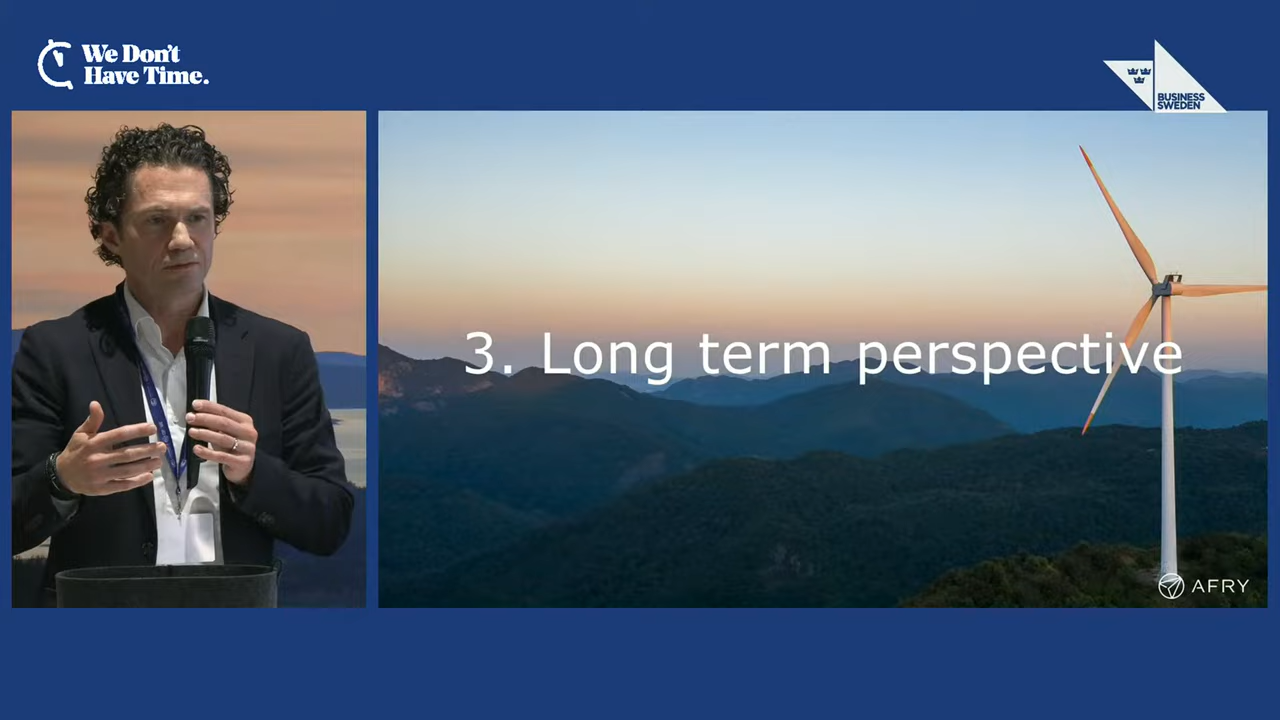 We Don't
Have Time.
BUSINESS
SWEDEN
3. Long term perspective
AFRY